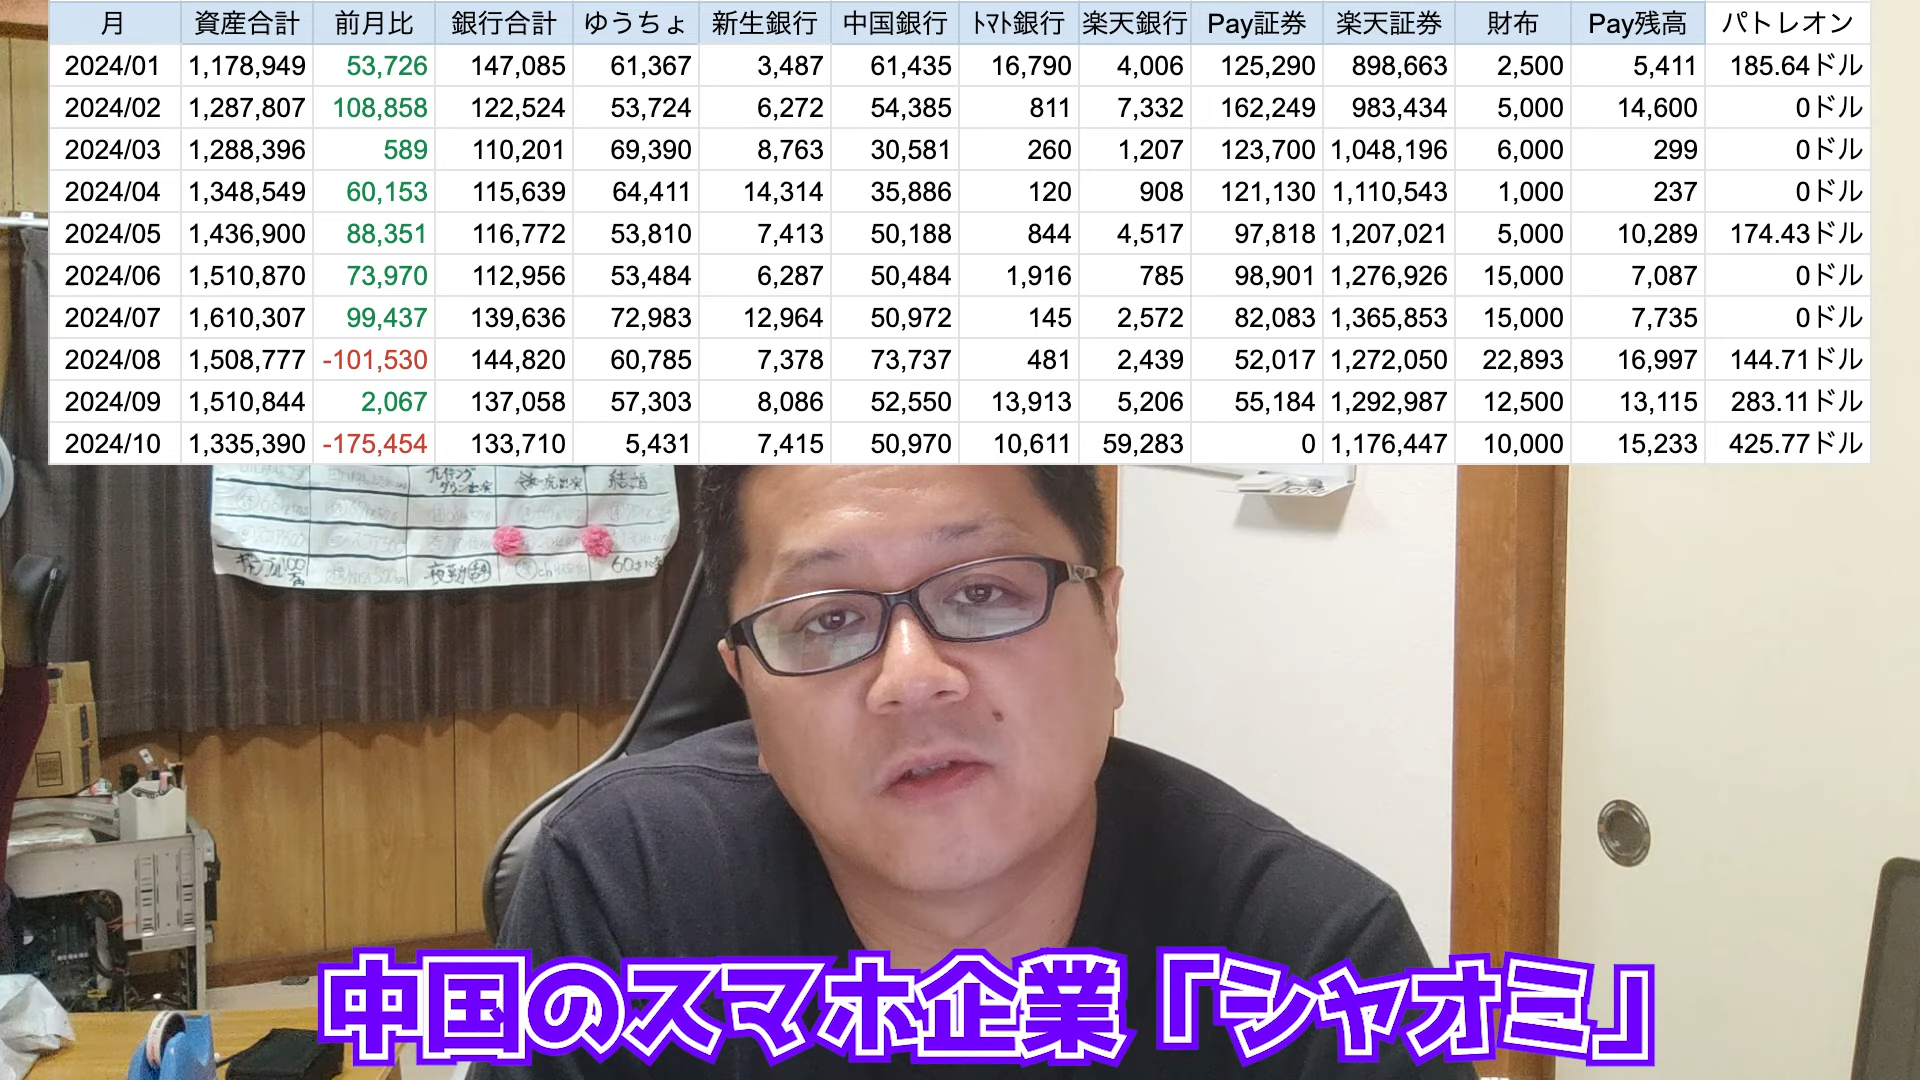 月 資産合計 前月比 銀行合計 ゆうちょ 新生銀行 中国銀行 ﾄﾏﾄ銀行 楽天銀行 Pay証券 楽天証券 財布 Pay残高 パトレオン
2024/01 1,178,949 53,726 147,085 61,367 3,487 61,435 16,790 4,006 125,290 898,663 2,500 5,411 185.64ドル
2024/02 1,287,807 108,858 122,524 53,724 6,272 54,385 811 7,332 162,249 983,434 5,000 14,600 0ドル
2024/03 1,288,396 589 110,201 69,390 8,763 30,581 260 1,207 123,700 1,048,196 6,000 299 0ドル
2024/04 1,348,549 60,153 115,639 64,411 14,314 35,886 120 908 121,130 1,110,543 1,000 237 0ドル
2024/05 1,436,900 88,351 116,772 53,810 7,413 50,188 844 4,517 97,818 1,207,021 5,000 10,289 174.43ドル
2024/06 1,510,870 73,970 112,956 53,484 6,287 50,484 1,916 785 98,901 1,276,926 15,000 7,087 0ドル
2024/07 1,610,307 99,437 139,636 72,983 12,964 50,972 145 2,572 82,083 1,365,853 15,000 7,735 0ドル
2024/08 1,508,777 -101,530 144,820 60,785 7,378 73,737 481 2,439 52,017 1,272,050 22,893 16,997 144.71ドル
2024/09 1,510,844 2,067 137,058 57,303 8,086 52,550 13,913 5,206 55,184 1,292,987 12,500 13,115 283.11ドル
2024/10 1,335,390 -175,454 133,710 5,431 7,415 50,970 10,611 59,283 0 1,176,447 10,000 15,233 425.77ドル
結婚
中国のスマホ企業「シャオミ」